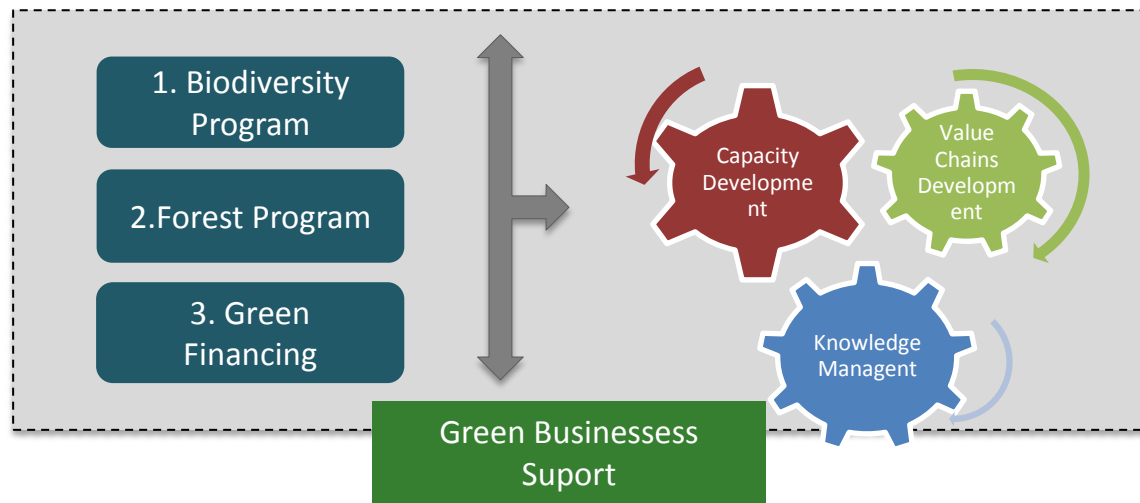 1. Biodiversity
Program
2.Forest Program
3. Green
Financing
Capacity
Developme
nt
Value
Chains
Developm
ent
Knowledge
Managent
Green Businessess
Suport